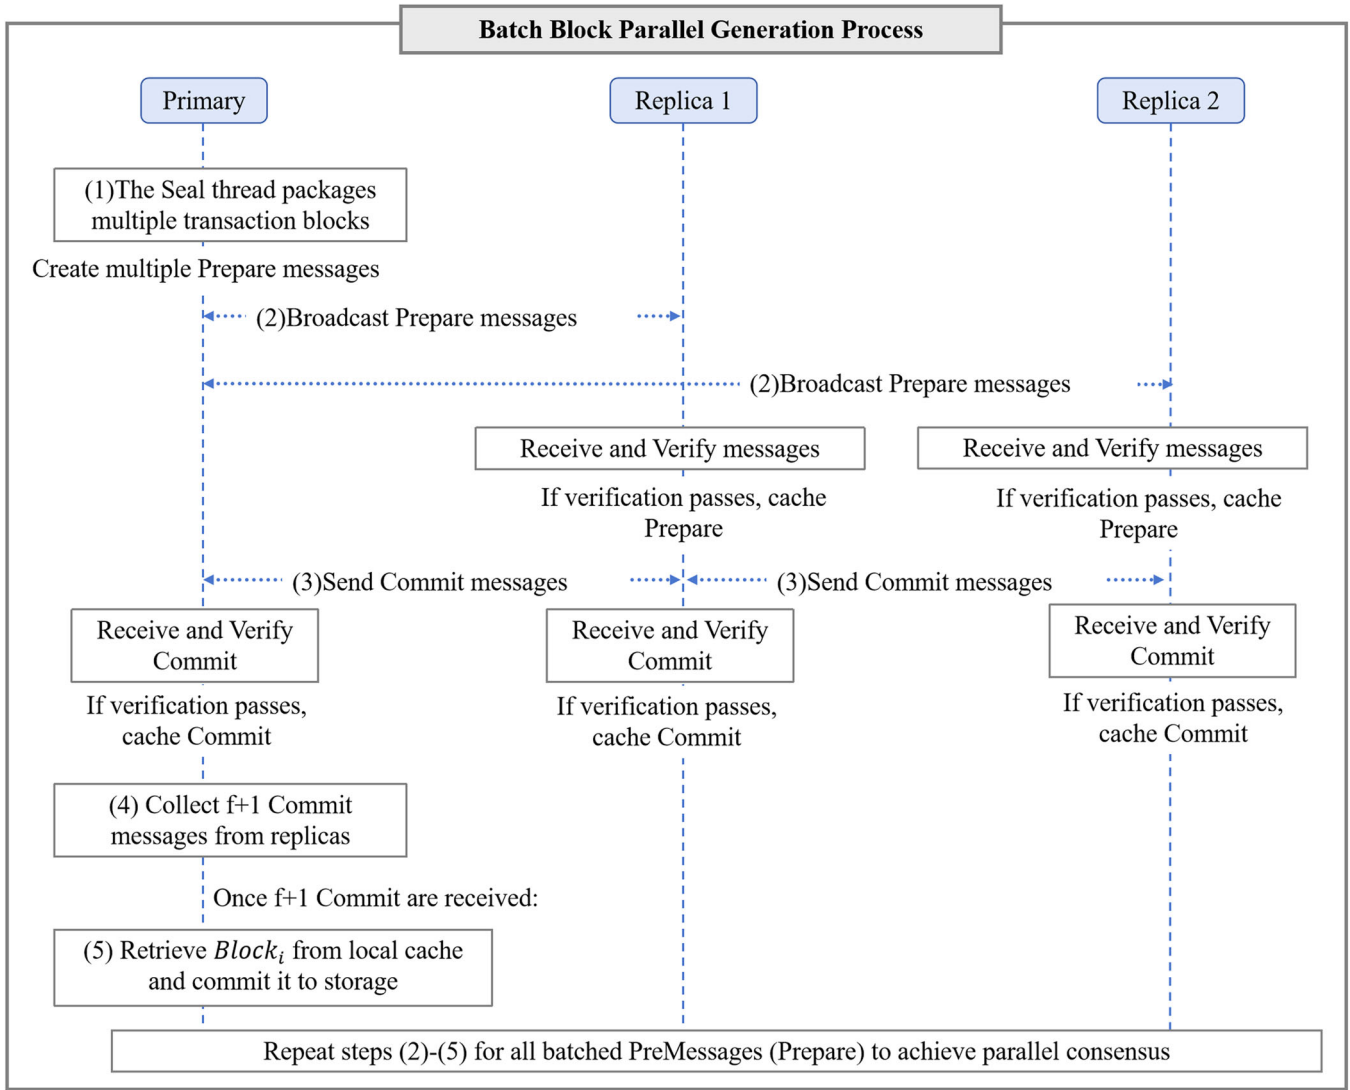 Batch Block Parallel Generation Process
Primary
Replica 1
Replica 2
(1)The Seal thread packages
multiple transaction blocks
Create multiple Prepare messages
(2)Broadcast Prepare messages
(2)Broadcast Prepare messages
Receive and Verify messages
Receive and Verify messages
If verification passes, cache
Prepare
If verification passes, cache
Prepare
(3)Send Commit messages
(3)Send Commit messages
Receive and Verify
Commit
Receive and Verify
Commit
Receive and Verify
Commit
If verification passes,
cache Commit
If verification passes,
cache Commit
If verification passes,
cache Commit
(4) Collect f+1 Commit
messages from replicas
Once f+1 Commit are received:
(5) Retrieve Block_i from local cache
and commit it to storage
Repeat steps (2)-(5) for all batched PreMessages (Prepare) to achieve parallel consensus